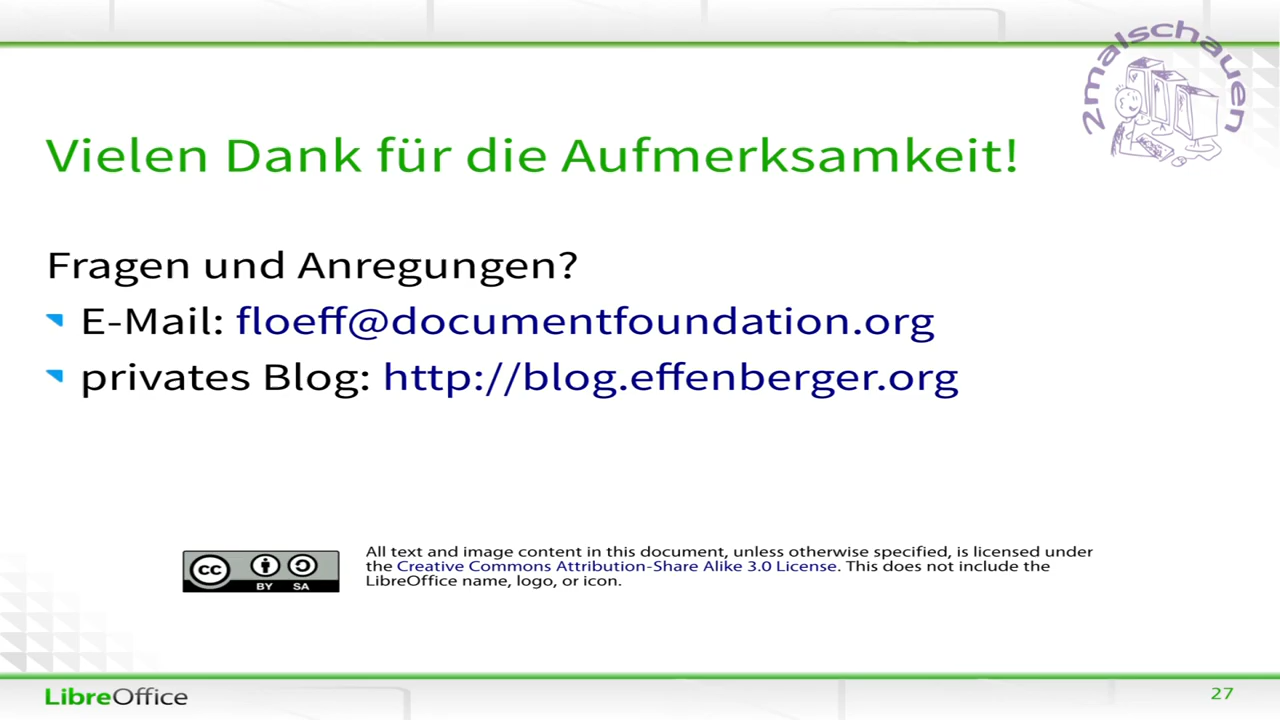 2malschauen
Vielen Dank für die Aufmerksamkeit!
Fragen und Anregungen?
E-Mail: floeff@documentfoundation.org
privates Blog: http://blog.effenberger.org
cc BY SA
All text and image content in this document, unless otherwise specified, is licensed under
the Creative Commons Attribution-Share Alike 3.0 License. This does not include the
LibreOffice name, logo, or icon.
LibreOffice
27